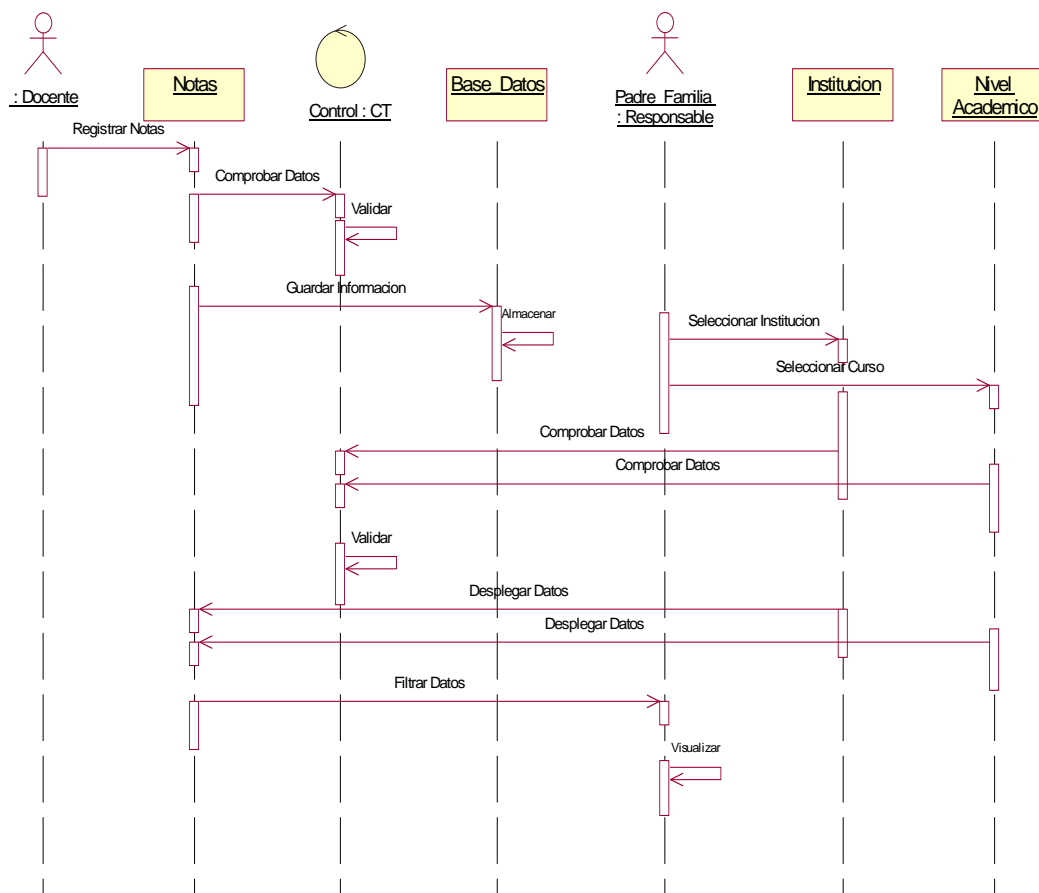 : Docente
Notas
Control : CT
Base_Datos
Padre_Familia
: Responsable
Institucion
Nivel
Academico
Registrar Notas
Comprobar Datos
Validar
Guardar Informacion
Almacenar
Seleccionar Institucion
Seleccionar Curso
Comprobar Datos
Comprobar Datos
Validar
Desplegar Datos
Desplegar Datos
Filtrar Datos
Visualizar